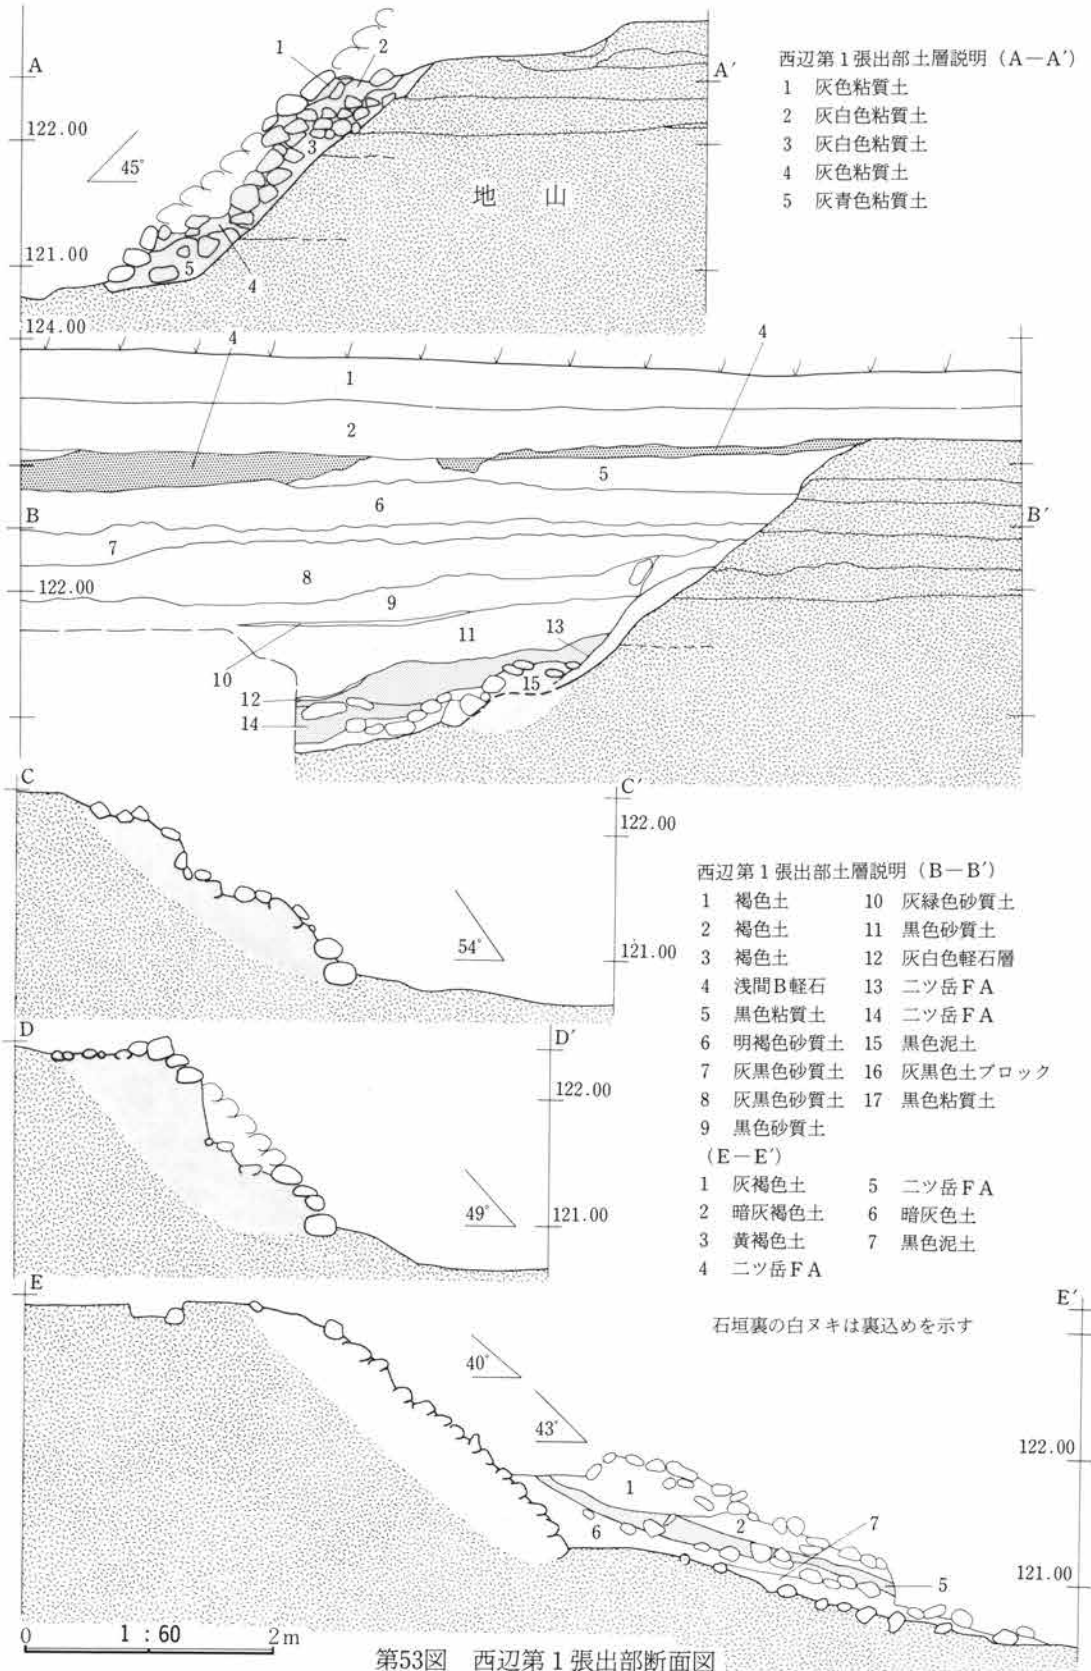 A
1
2
A′
122.00
3
45°
地山
121.00
5
4
西辺第1張出部土層説明（A－A′）
1 灰色粘質土
2 灰白色粘質土
3 灰白色粘質土
4 灰色粘質土
5 灰青色粘質土
124.00
4
4
1
2
5
6
B
B′
7
8
122.00
9
11
13
10
15
12
14
C
C′
122.00
54°
121.00
D
D′
122.00
49°
121.00
西辺第1張出部土層説明（B－B′）
1 褐色土 10 灰緑色砂質土
2 褐色土 11 黒色砂質土
3 褐色土 12 灰白色軽石層
4 浅間B軽石 13 二ツ岳FA
5 黒色粘質土 14 二ツ岳FA
6 明褐色砂質土 15 黒色泥土
7 灰黒色砂質土 16 灰黒色土ブロック
8 灰黒色砂質土 17 黒色粘質土
9 黒色砂質土
（E－E′）
1 灰褐色土 5 二ツ岳FA
2 暗灰褐色土 6 暗灰色土
3 黄褐色土 7 黒色泥土
4 二ツ岳FA
石垣裏の白ヌキは裏込めを示す
E
E′
40°
43°
122.00
1
2
7
6
5
121.00
0 1：60 2m
第53図 西辺第1張出部断面図